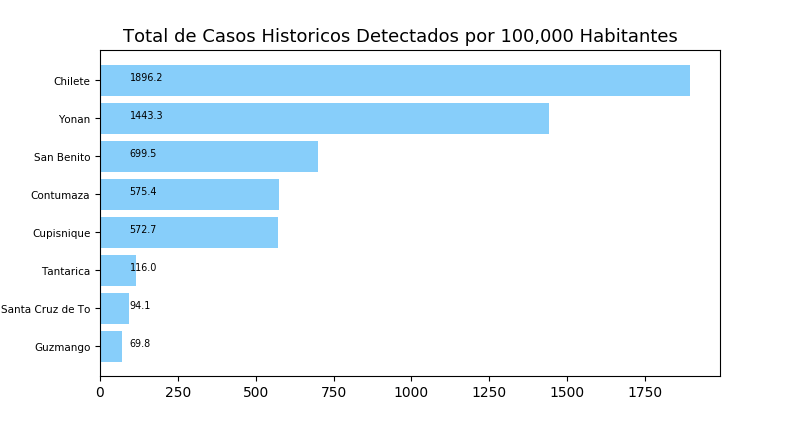 Total de Casos Historicos Detectados por 100,000 Habitantes
Chilete 1896.2
Yonan 1443.3
San Benito 699.5
Contumaza 575.4
Cupisnique 572.7
Tantarica 116.0
Santa Cruz de To 94.1
Guzmango 69.8
0 250 500 750 1000 1250 1500 1750